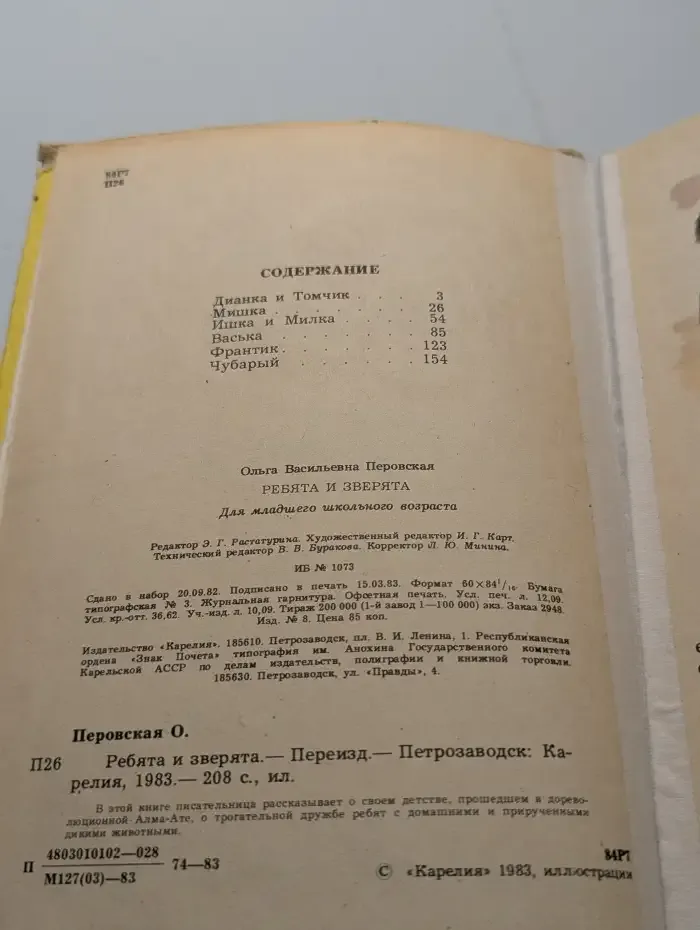 84Р7
П26
СОДЕРЖАНИЕ
Дианка и Томчик . . . 3
Мишка . . . . . . . 26
Ишка и Милка . . . . 54
Васька . . . . . . 85
Франтик . . . . . . 123
Чубарый . . . . . . 154
Ольга Васильевна Перовская
РЕБЯТА И ЗВЕРЯТА
Для младшего школьного возраста
Редактор Э. Г. Растатурина. Художественный редактор И. Г. Карт.
Технический редактор В. В. Буракова. Корректор Л. Ю. Минина.
ИБ № 1073
Сдано в набор 20.09.82. Подписано в печать 15.03.83. Формат 60×84¹/₁₆ Бумага
типографская № 3. Журнальная гарнитура. Офсетная печать. Усл. печ. л. 12,09.
Усл. кр.-отт. 36,62. Уч.-изд. л. 10,09. Тираж 200 000 (1-й завод 1—100 000) экз. Заказ 2948.
Изд. № 8. Цена 85 коп.
Издательство «Карелия». 185610. Петрозаводск, пл. В. И. Ленина, 1. Республиканская
ордена «Знак Почета» типография им. Анохина Государственного комитета
Карельской АССР по делам издательств, полиграфии и книжной торговли.
185630. Петрозаводск, ул. «Правды», 4.
Перовская О.
П26 Ребята и зверята.— Переизд.— Петрозаводск: Ка-
релия, 1983.— 208 с., ил.
В этой книге писательница рассказывает о своем детстве, прошедшем в дорево-
люционной Алма-Ате, о трогательной дружбе ребят с домашними и прирученными
дикими животными.
П 4803010102—028 74—83
М127(03)—83
84Р7
© «Карелия» 1983, иллюстрации